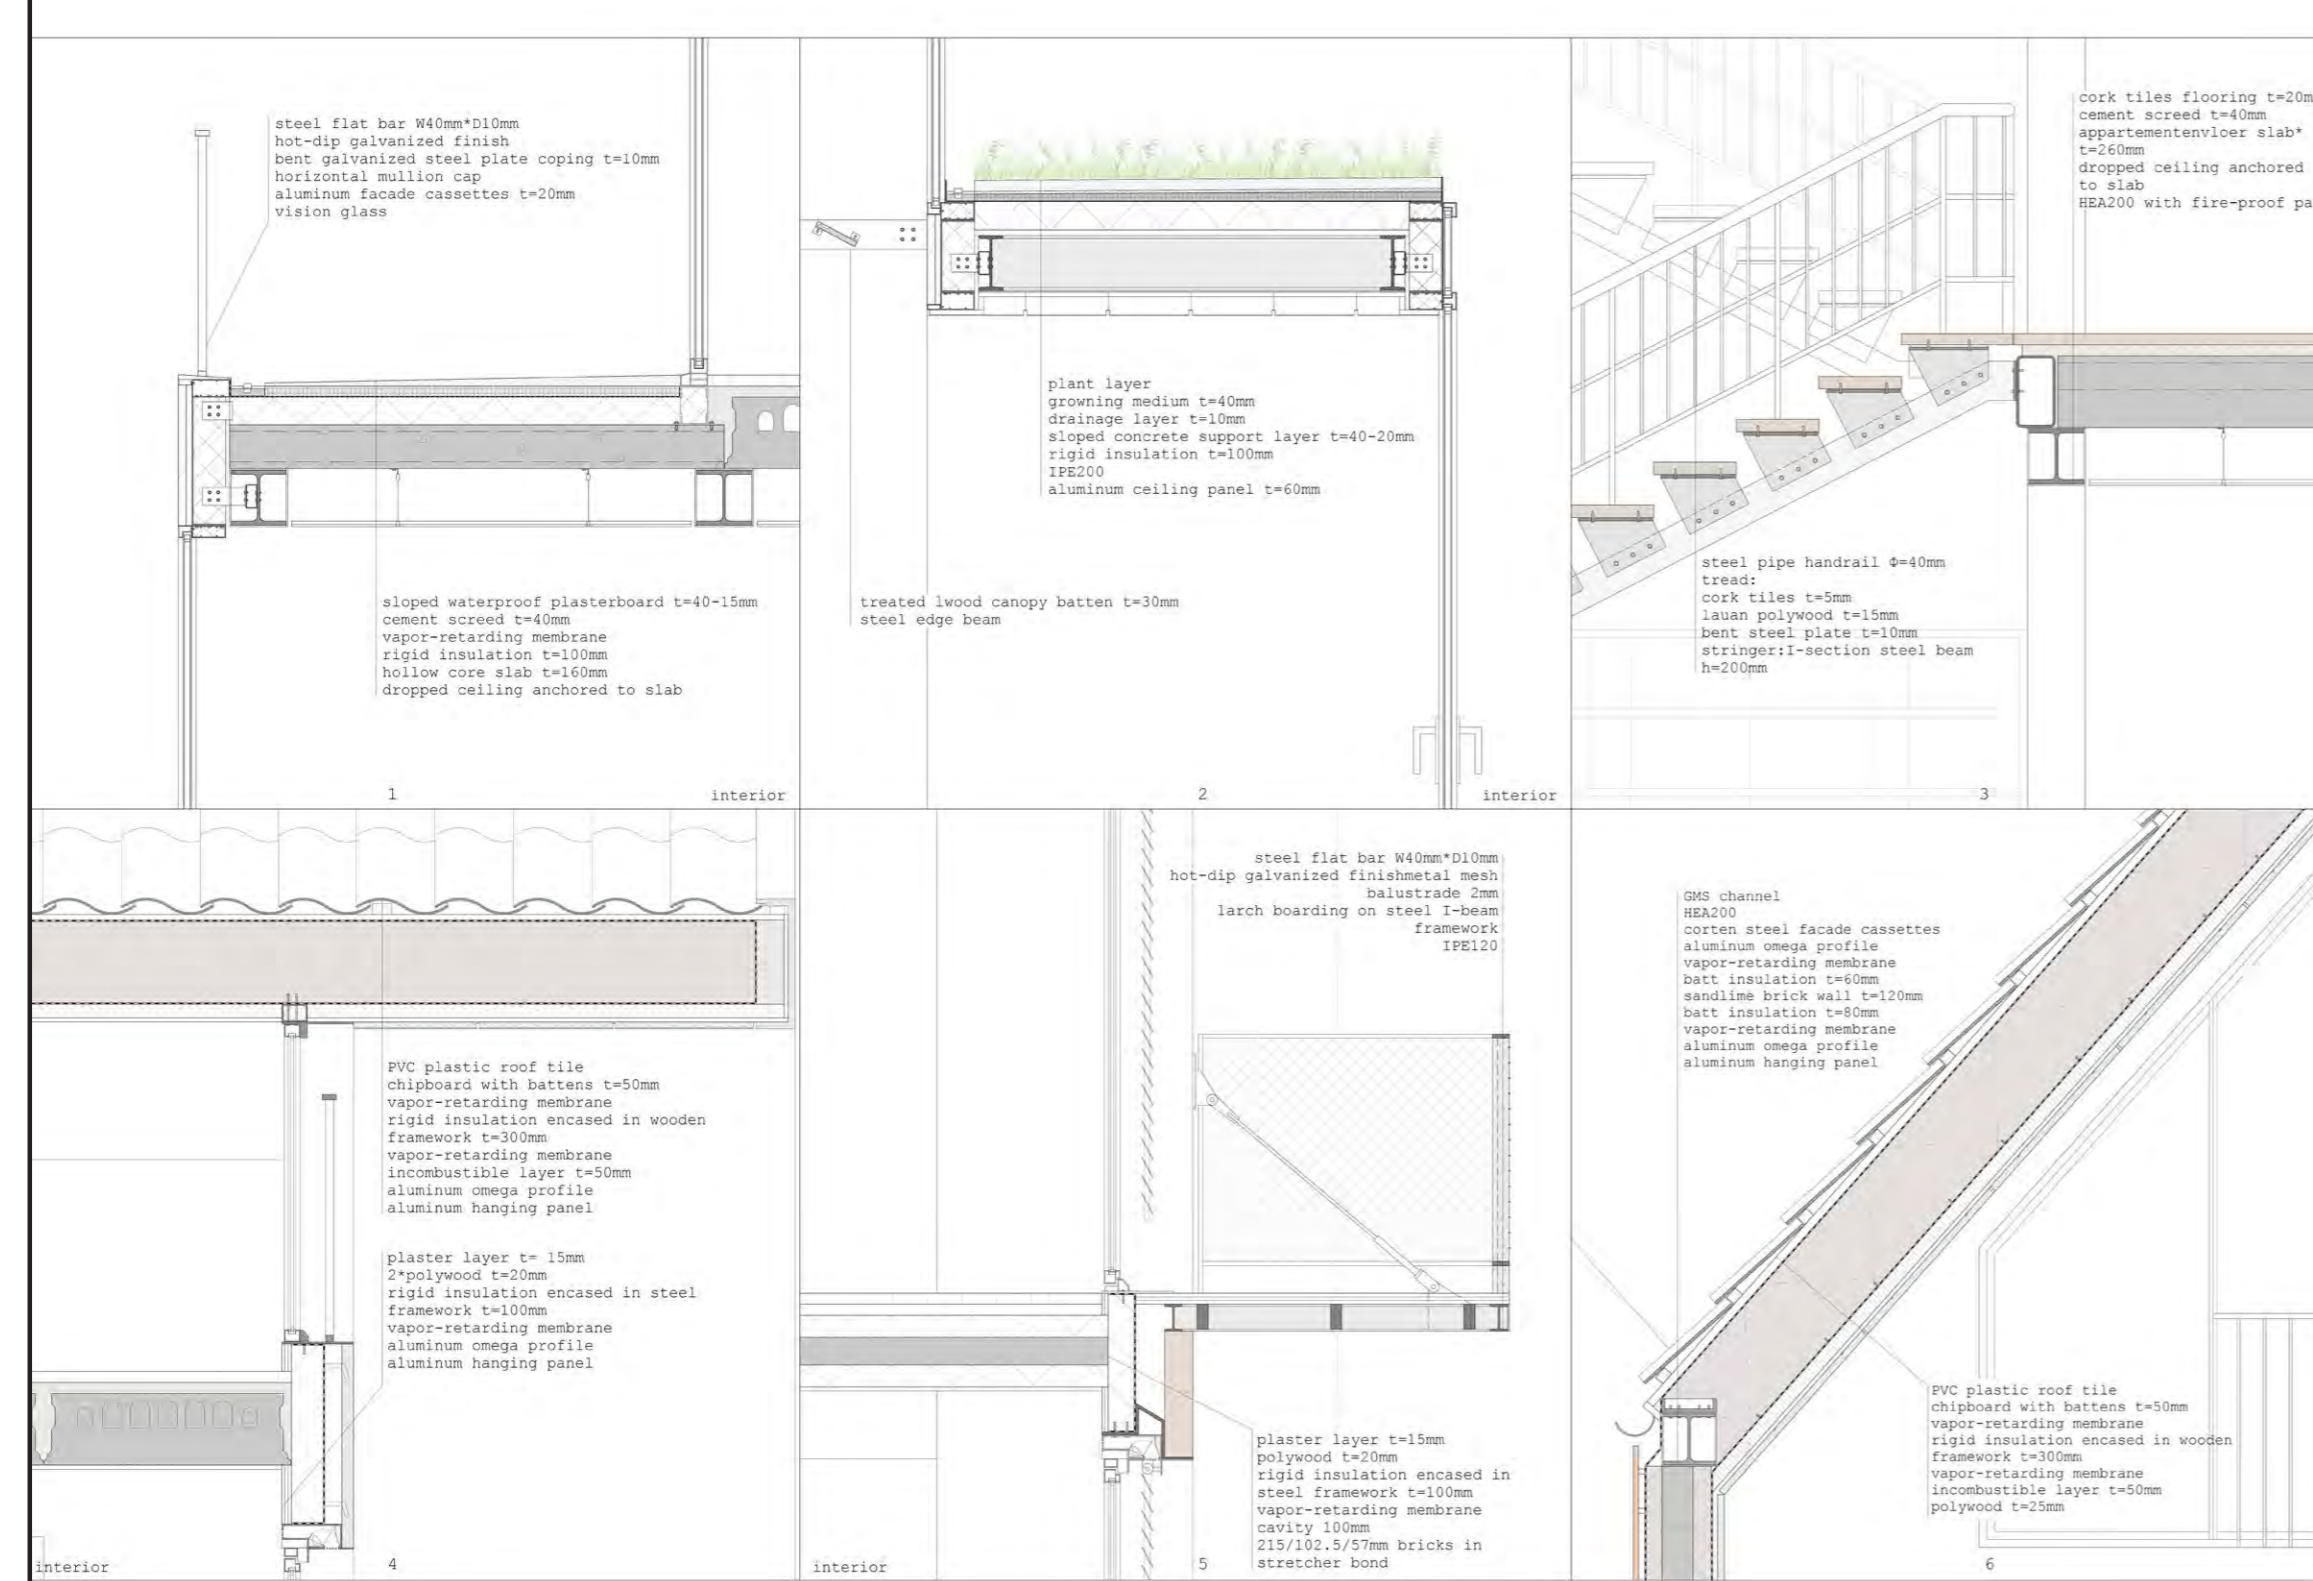 steel flat bar W40mm*D10mm
hot-dip galvanized finish
bent galvanized steel plate coping t=10mm
horizontal mullion cap
aluminum facade cassettes t=20mm
vision glass
sloped waterproof plasterboard t=40-15mm
cement screed t=40mm
vapor-retarding membrane
rigid insulation t=100mm
hollow core slab t=160mm
dropped ceiling anchored to slab
1
interior
plant layer
growning medium t=40mm
drainage layer t=10mm
sloped concrete support layer t=40-20mm
rigid insulation t=100mm
IPE200
aluminum ceiling panel t=60mm
treated lwood canopy batten t=30mm
steel edge beam
2
interior
cork tiles flooring t=20m
cement screed t=40mm
appartementenvloer slab*
t=260mm
dropped ceiling anchored
to slab
HEA200 with fire-proof pa
steel pipe handrail Φ=40mm
tread:
cork tiles t=5mm
lauan polywood t=15mm
bent steel plate t=10mm
stringer:I-section steel beam
h=200mm
3
PVC plastic roof tile
chipboard with battens t=50mm
vapor-retarding membrane
rigid insulation encased in wooden
framework t=300mm
vapor-retarding membrane
incombustible layer t=50mm
aluminum omega profile
aluminum hanging panel
plaster layer t= 15mm
2*polywood t=20mm
rigid insulation encased in steel
framework t=100mm
vapor-retarding membrane
aluminum omega profile
aluminum hanging panel
interior
4
steel flat bar W40mm*D10mm
hot-dip galvanized finishmetal mesh
balustrade 2mm
larch boarding on steel I-beam
framework
IPE120
plaster layer t=15mm
polywood t=20mm
rigid insulation encased in
steel framework t=100mm
vapor-retarding membrane
cavity 100mm
215/102.5/57mm bricks in
stretcher bond
interior
5
GMS channel
HEA200
corten steel facade cassettes
aluminum omega profile
vapor-retarding membrane
batt insulation t=60mm
sandlime brick wall t=120mm
batt insulation t=80mm
vapor-retarding membrane
aluminum omega profile
aluminum hanging panel
PVC plastic roof tile
chipboard with battens t=50mm
vapor-retarding membrane
rigid insulation encased in wooden
framework t=300mm
vapor-retarding membrane
incombustible layer t=50mm
polywood t=25mm
6